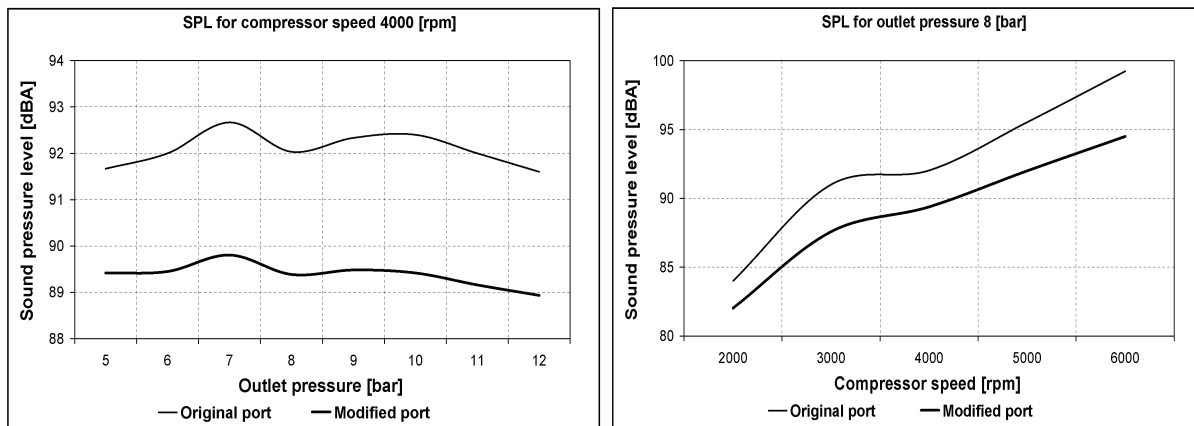 SPL for compressor speed 4000 [rpm]
Sound pressure level [dBA]
94
93
92
91
90
89
88
5 6 7 8 9 10 11 12
Outlet pressure [bar]
Original port Modified port
SPL for outlet pressure 8 [bar]
Sound pressure level [dBA]
100
95
90
85
80
2000 3000 4000 5000 6000
Compressor speed [rpm]
Original port Modified port